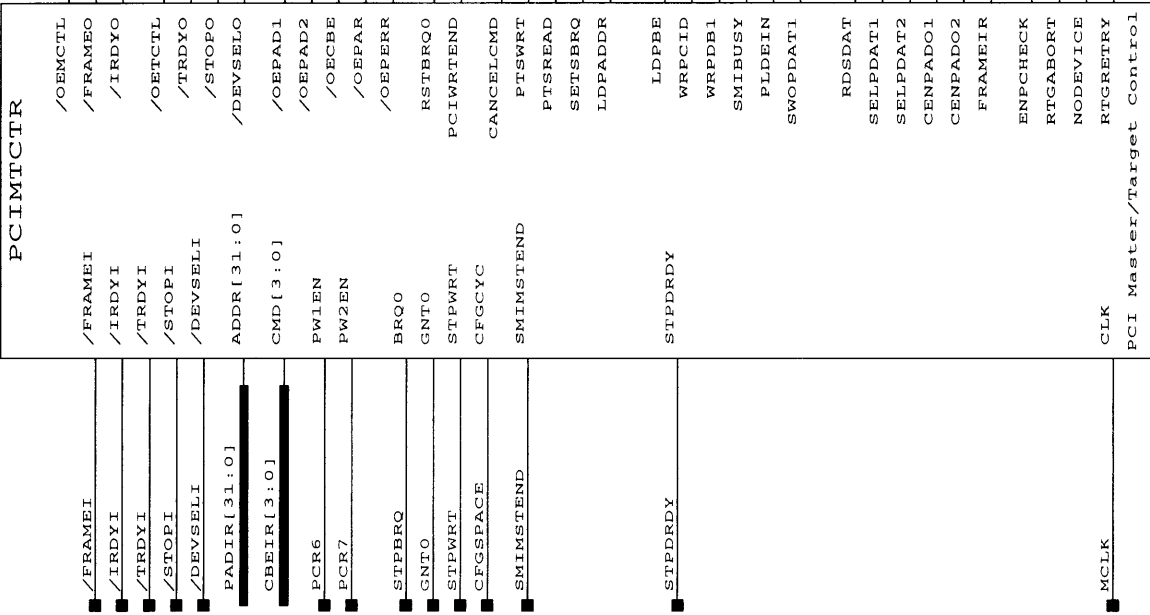 PCIMTCTR
/FRAMEI
/FRAMEI
/IRDYI
/IRDYI
/TRDYI
/TRDYI
/STOPI
/STOPI
/DEVSELI
/DEVSELI
PADIR[31:0]
ADDR[31:0]
CBEIR[3:0]
CMD[3:0]
PCR6
PW1EN
PCR7
PW2EN
STPBRQ
BRQO
GNTO
GNTO
STPWRT
STPWRT
CFGSPACE
CFGCYC
SMIMSTEND
SMIMSTEND
STPDRDY
STPDRDY
MCLK
CLK
/OEMCTL
/FRAMEO
/IRDYO
/OETCTL
/TRDYO
/STOPO
/DEVSELO
/OEPAD1
/OEPAD2
/OECBE
/OEPAR
/OEPERR
RSTBRQO
PCIWRTEND
CANCELCMD
PTSWRT
PTSREAD
SETSBRQ
LDPADDR
LDPBE
WRPCID
WRPDB1
SMIBUSY
PLDEIN
SWOPDAT1
RDSDAT
SELPDAT1
SELPDAT2
CENPADO1
CENPADO2
FRAMEIR
ENPCHECK
RTGABORT
NODEVICE
RTGRETRY
PCI Master/Target Control